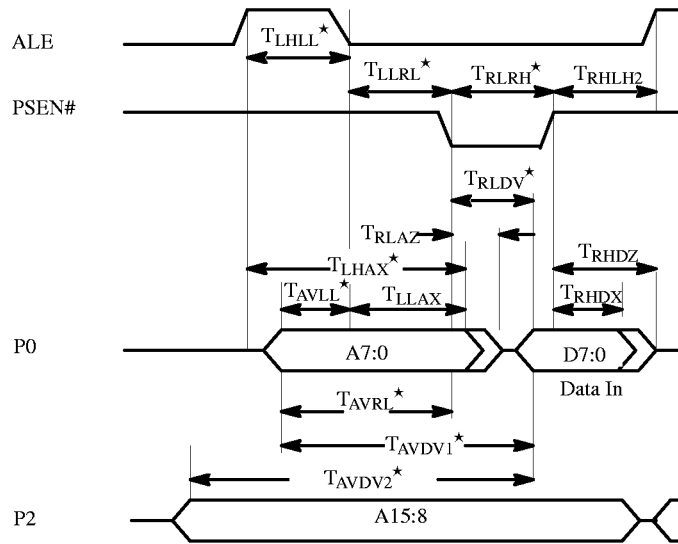 ALE
T_LHLL★
T_LLRL★ T_RLRH★ T_RHLH2
PSEN#
T_RLDV★
T_RLAZ
T_LHAX★ T_RHDZ
T_AVLL★ T_LLAX T_RHDX
P0 A7:0 D7:0
Data In
T_AVRL★
T_AVDV1★
T_AVDV2★
P2 A15:8